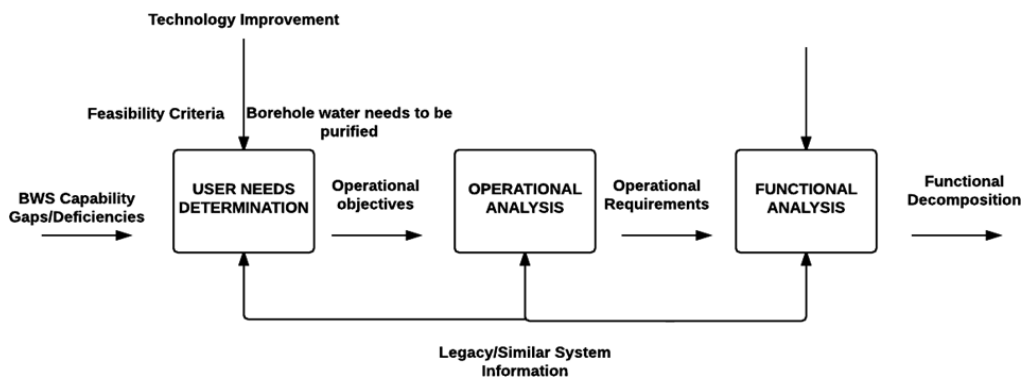 Technology Improvement
Feasibility Criteria
Borehole water needs to be
purified
BWS Capability
Gaps/Deficiencies
USER NEEDS
DETERMINATION
Operational
objectives
OPERATIONAL
ANALYSIS
Operational
Requirements
FUNCTIONAL
ANALYSIS
Functional
Decomposition
Legacy/Similar System
Information